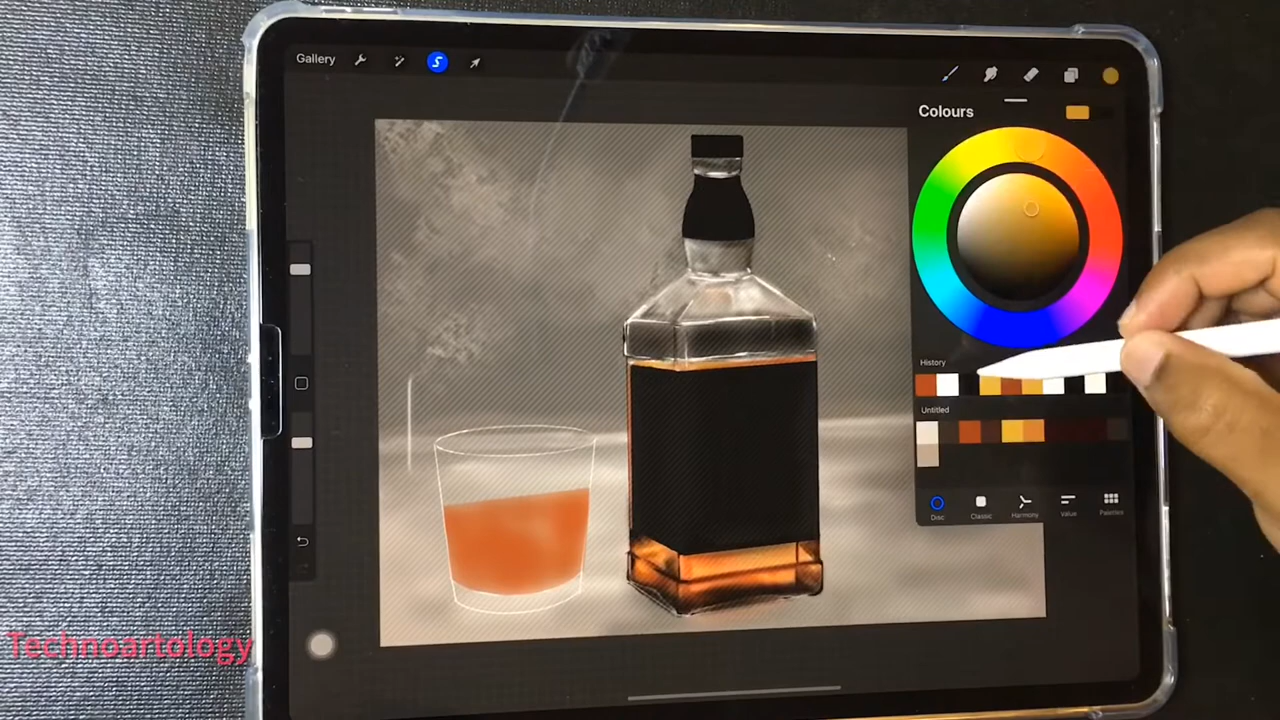 Gallery
Colours
History
Untitled
Disc
Classic
Harmony
Value
Palettes
Technoartology